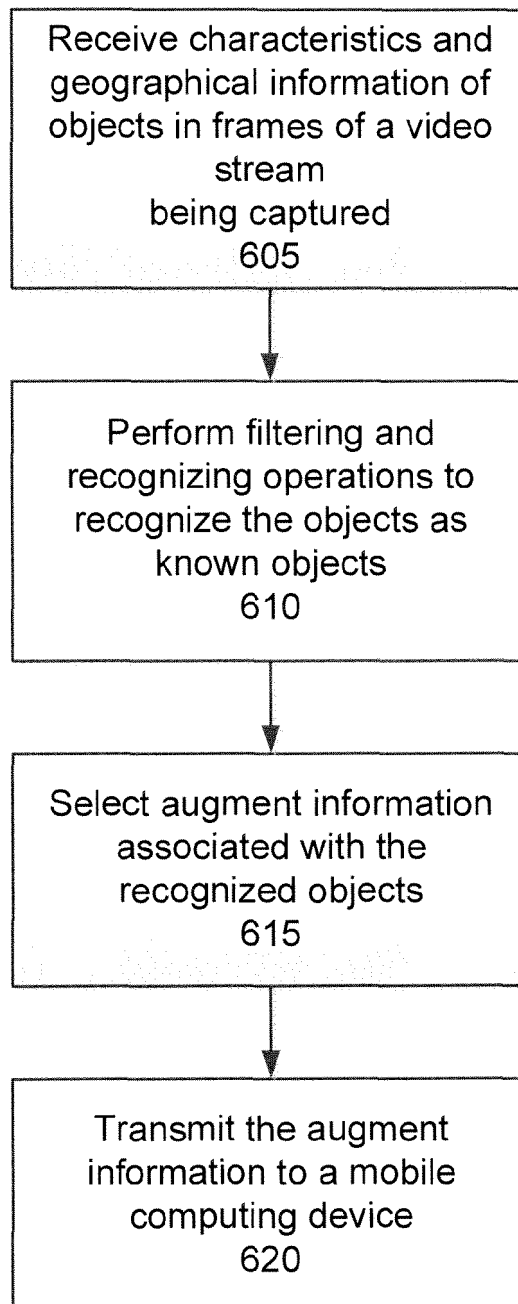 Receive characteristics and
geographical information of
objects in frames of a video
stream
being captured
605
Perform filtering and
recognizing operations to
recognize the objects as
known objects
610
Select augment information
associated with the
recognized objects
615
Transmit the augment
information to a mobile
computing device
620